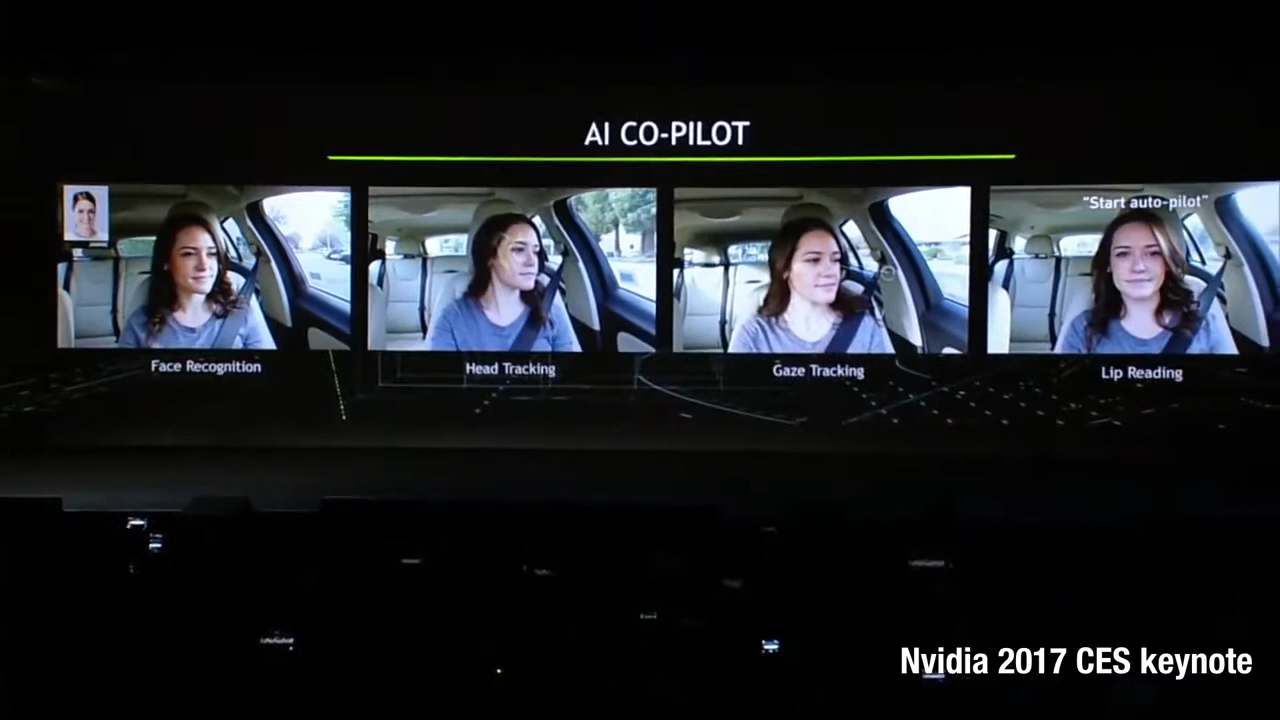 AI CO-PILOT
"Start auto-pilot"
Face Recognition
Head Tracking
Gaze Tracking
Lip Reading
Nvidia 2017 CES keynote